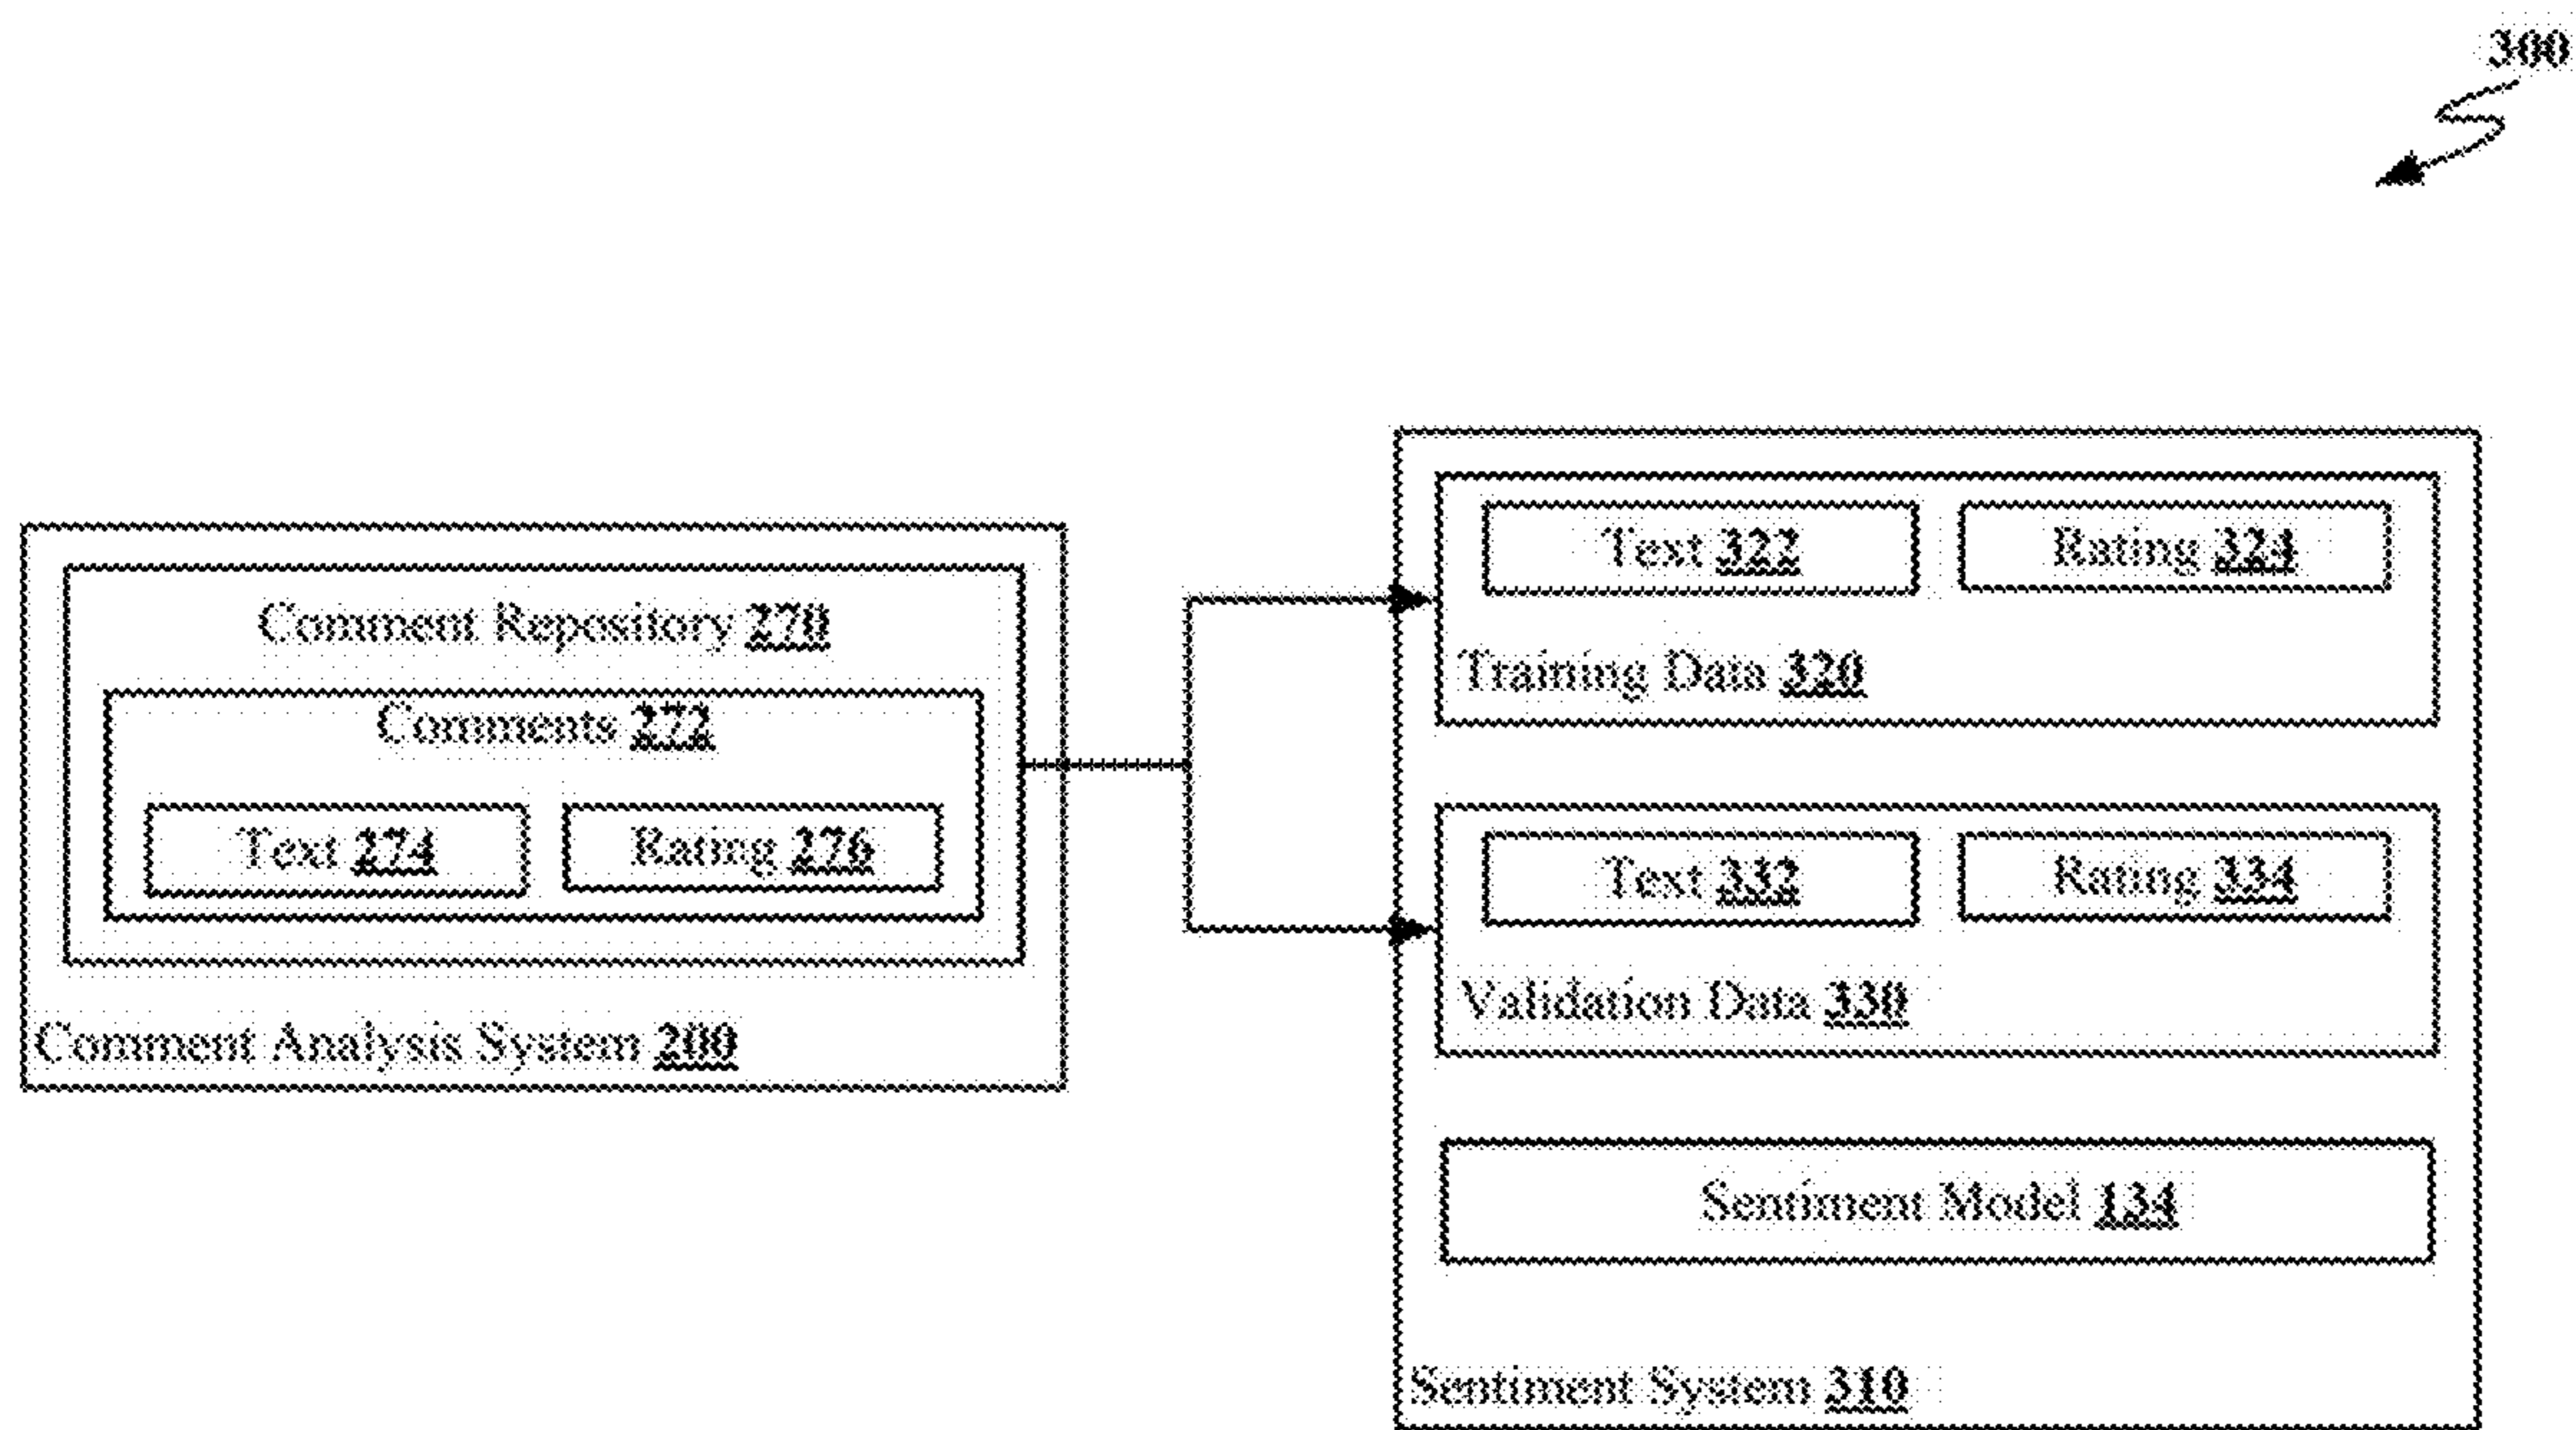 300
Comment Repository 270
Comments 272
Text 274
Rating 276
Comment Analysis System 200
Text 322
Rating 324
Training Data 320
Text 332
Rating 334
Validation Data 330
Sentiment Model 134
Sentiment System 310